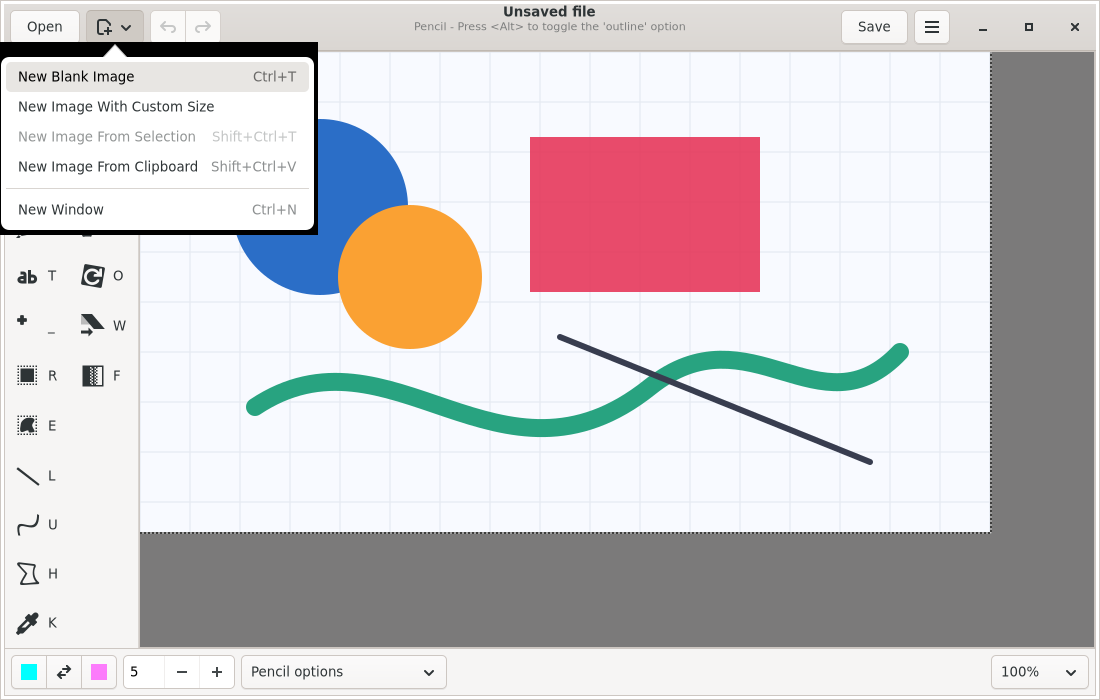 Unsaved file
Open
Pencil - Press <Alt> to toggle the 'outline' option
Save
New Blank Image Ctrl+T
New Image With Custom Size
New Image From Selection Shift+Ctrl+T
New Image From Clipboard Shift+Ctrl+V
New Window Ctrl+N
ab T O
_ W
R F
E
L
U
H
K
5
Pencil options
100%